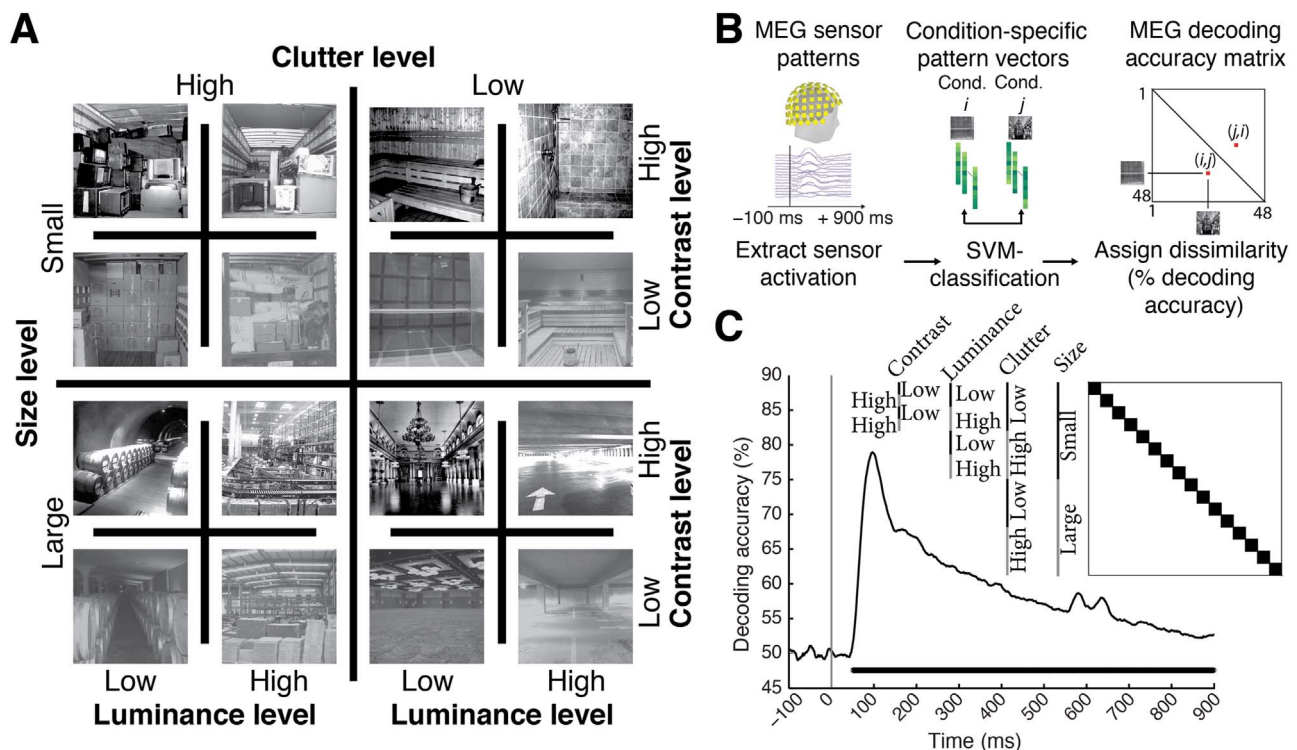 A
Clutter level
High
Low
Size level
Small
Large
High
Low
Contrast level
High
Low
Contrast level
Low
High
Low
High
Luminance level
Luminance level
B
MEG sensor
patterns
Condition-specific
pattern vectors
MEG decoding
accuracy matrix
Cond.
Cond.
i
j
1
(j,i)
(i,j)
48
1
48
−100 ms
+ 900 ms
Extract sensor
activation
SVM-
classification
Assign dissimilarity
(% decoding
accuracy)
C
Contrast
Luminance
Clutter
Size
High
Low
High
Low
Low
High
Low
High
Low
High
Low
High
Small
Large
Decoding accuracy (%)
90
85
80
75
70
65
60
55
50
45
-100
0
100
200
300
400
500
600
700
800
900
Time (ms)